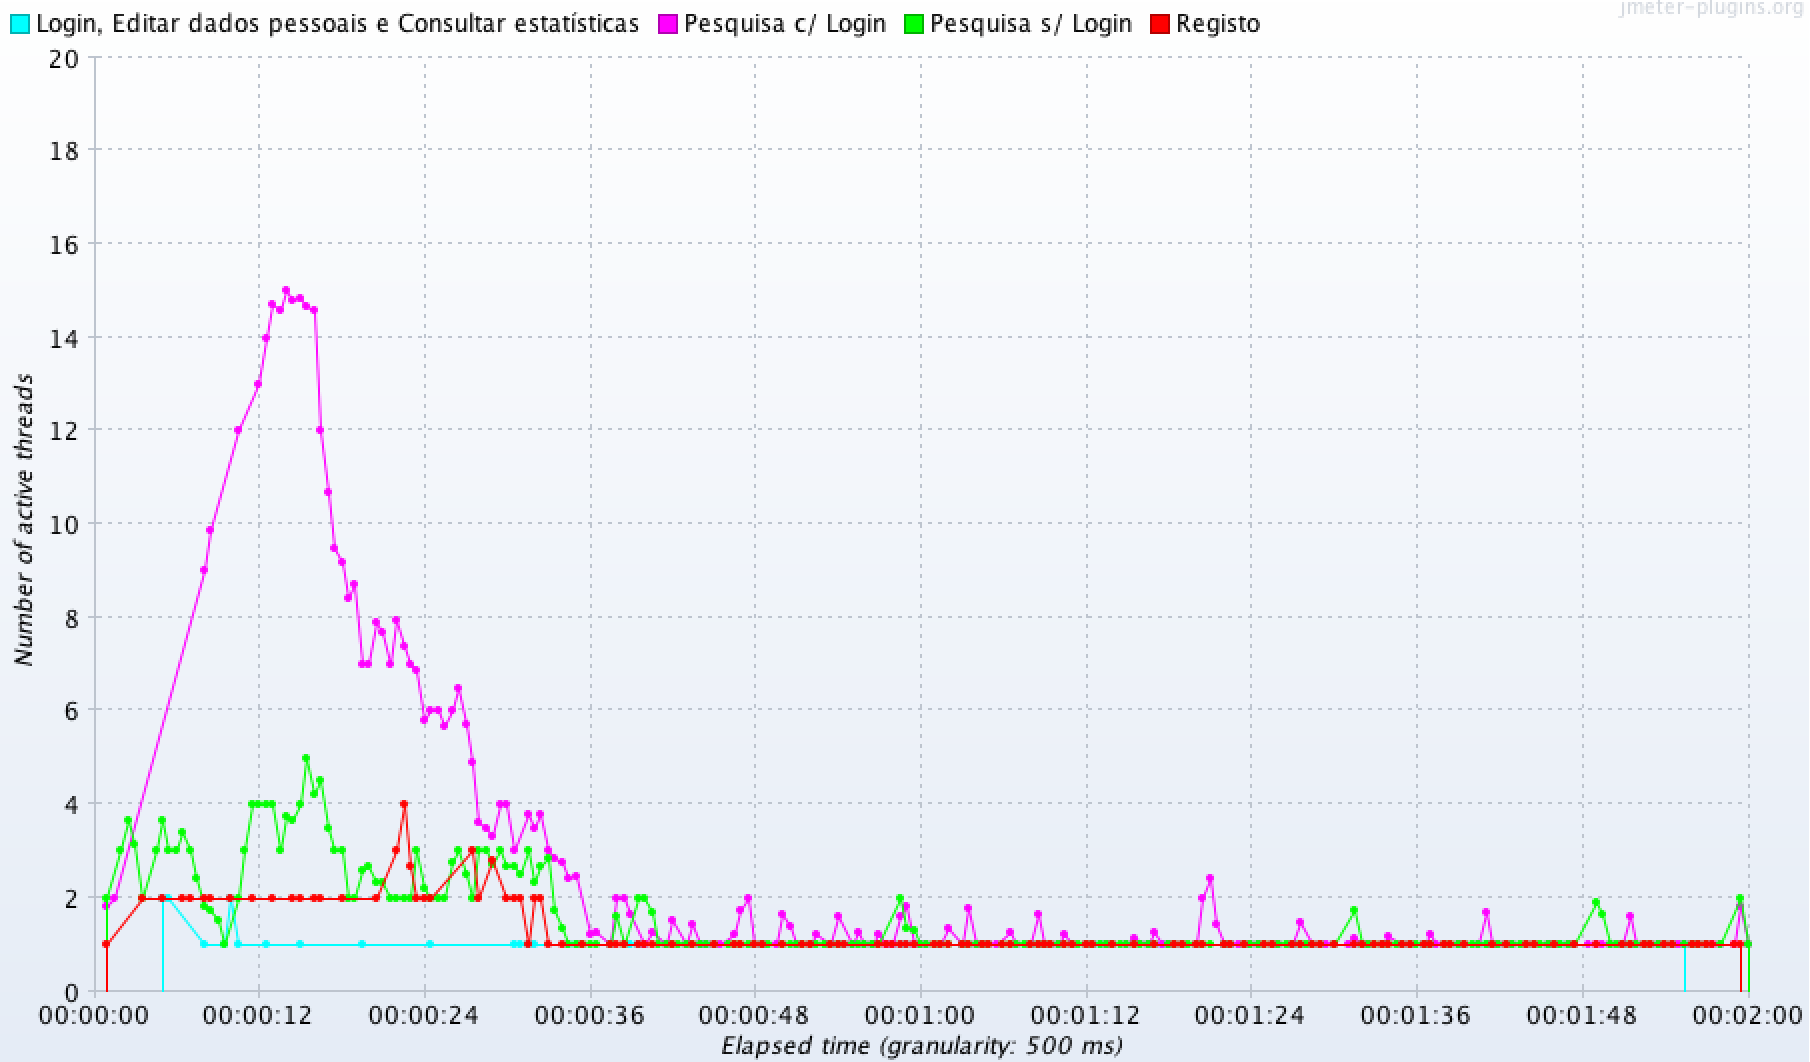 jmeter-plugins.org
Login, Editar dados pessoais e Consultar estatísticas Pesquisa c/ Login Pesquisa s/ Login Registo
20
18
16
14
12
10
8
6
4
2
0
Number of active threads
00:00:00 00:00:12 00:00:24 00:00:36 00:00:48 00:01:00 00:01:12 00:01:24 00:01:36 00:01:48 00:02:00
Elapsed time (granularity: 500 ms)